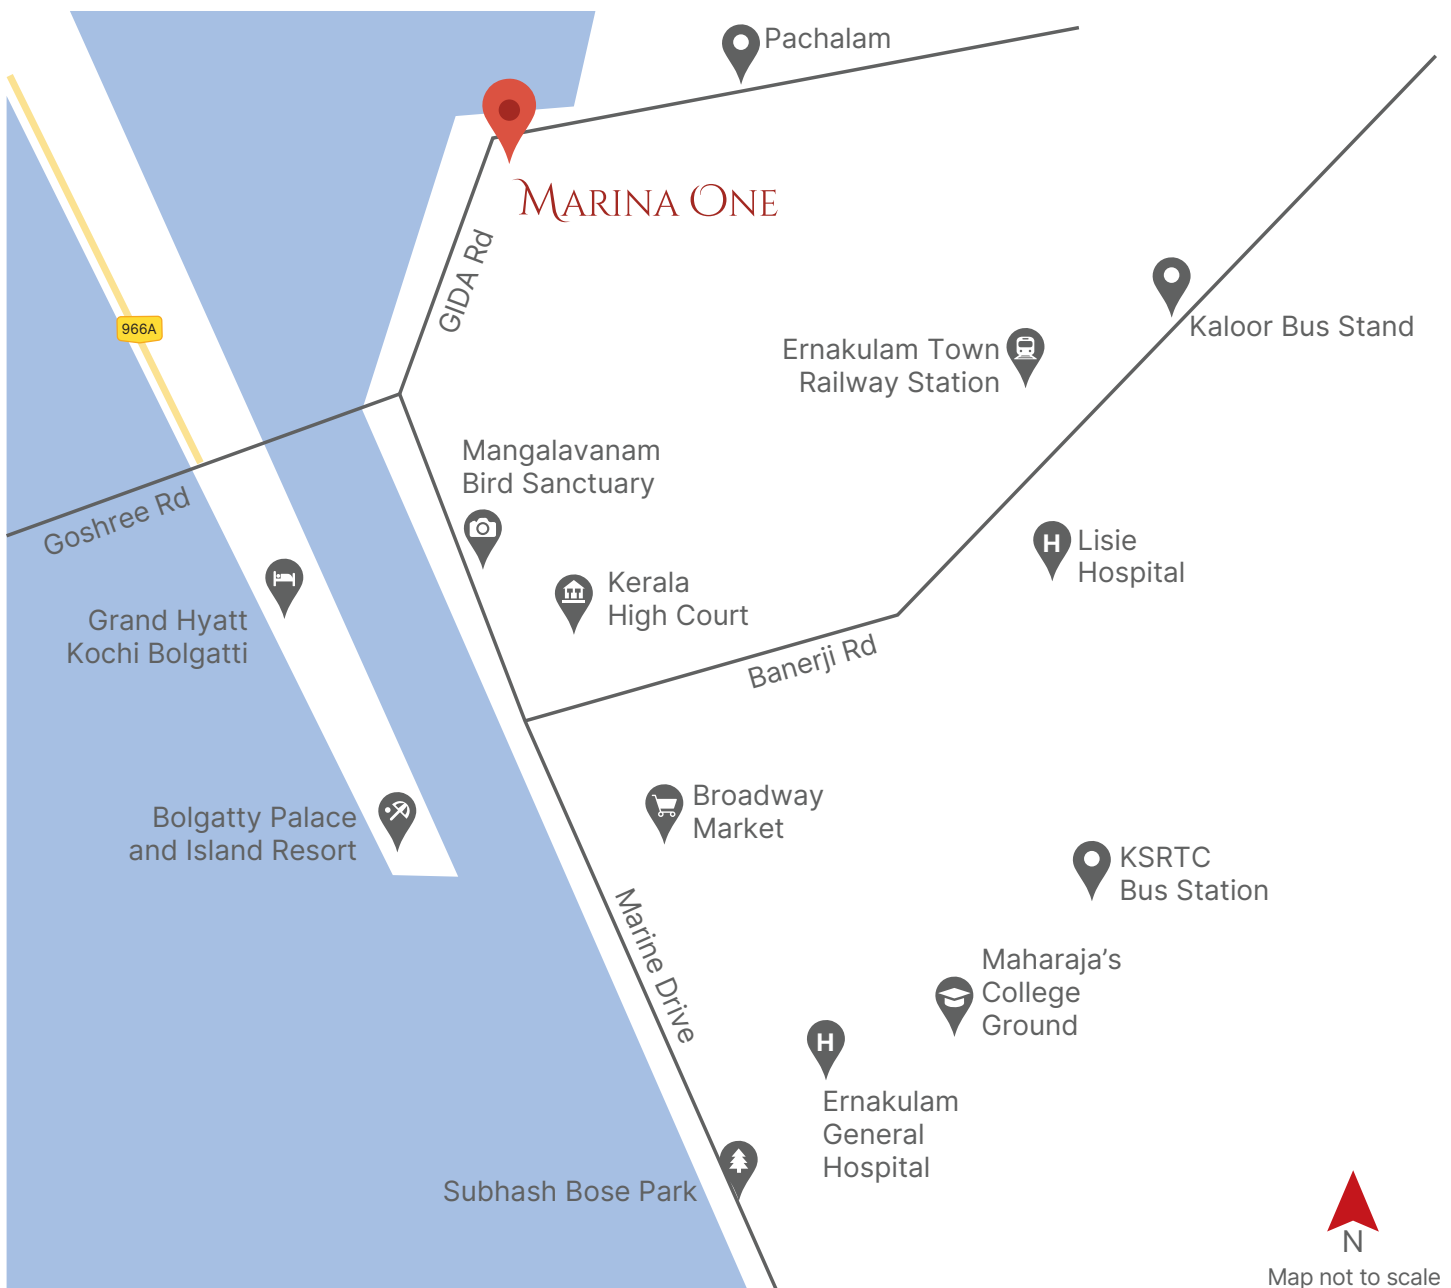 Pachalam
MARINA ONE
GIDA Rd
966A
Kaloor Bus Stand
Ernakulam Town
Railway Station
Mangalavanam
Bird Sanctuary
Goshree Rd
Lisie
Hospital
Kerala
High Court
Grand Hyatt
Kochi Bolgatti
Banerji Rd
Broadway
Market
Bolgatty Palace
and Island Resort
KSRTC
Bus Station
Marine Drive
Maharaja’s
College
Ground
Ernakulam
General
Hospital
Subhash Bose Park
H
H
N
Map not to scale